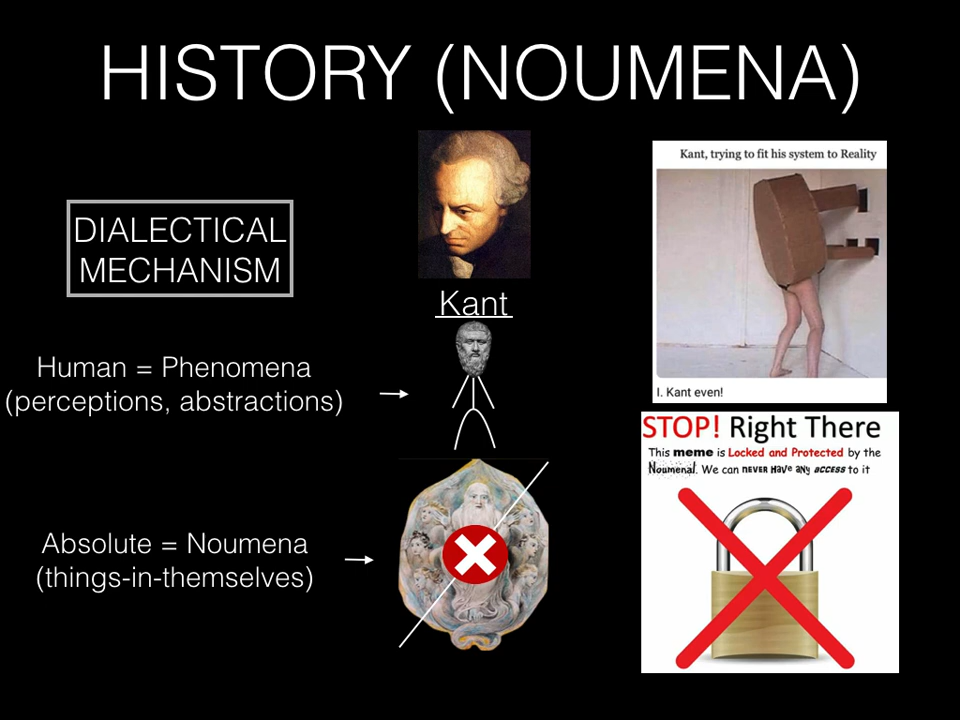 HISTORY (NOUMENA)
DIALECTICAL
MECHANISM
Kant
Human = Phenomena
(perceptions, abstractions)
Absolute = Noumena
(things-in-themselves)
Kant, trying to fit his system to Reality
I. Kant even!
STOP! Right There
This meme is Locked and Protected by the
Noumenal. We can NEVER HAVE ANY ACCESS to it